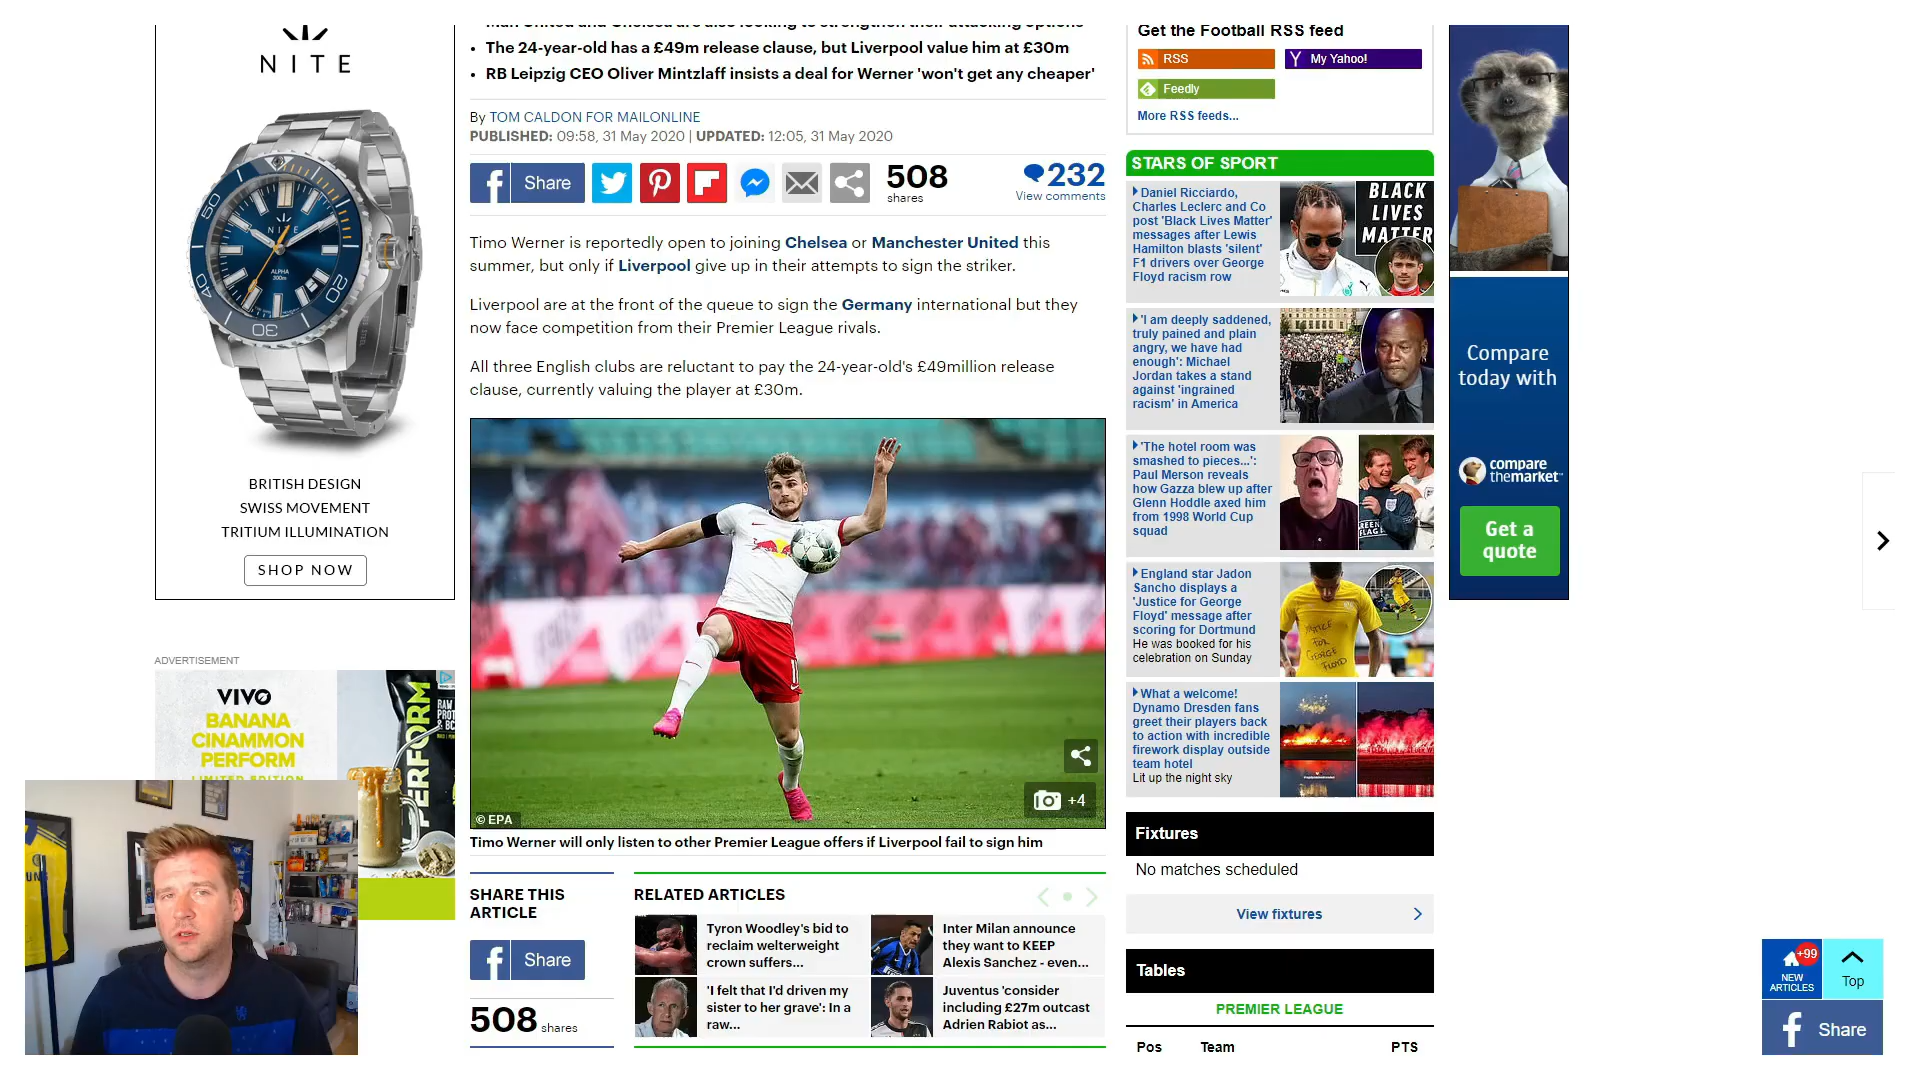 NITE
BRITISH DESIGN
SWISS MOVEMENT
TRITIUM ILLUMINATION
SHOP NOW
ADVERTISEMENT
VIVO
BANANA
CINAMMON
PERFORM
LIMITED EDITION
PERFORM
Man United and Chelsea are also looking to strengthen their attacking options
• The 24-year-old has a £49m release clause, but Liverpool value him at £30m
• RB Leipzig CEO Oliver Mintzlaff insists a deal for Werner 'won't get any cheaper'
By TOM CALDON FOR MAILONLINE
PUBLISHED: 09:58, 31 May 2020 | UPDATED: 12:05, 31 May 2020
Share
508
shares
232
View comments
Timo Werner is reportedly open to joining Chelsea or Manchester United this
summer, but only if Liverpool give up in their attempts to sign the striker.
Liverpool are at the front of the queue to sign the Germany international but they
now face competition from their Premier League rivals.
All three English clubs are reluctant to pay the 24-year-old's £49million release
clause, currently valuing the player at £30m.
+4
© EPA
Timo Werner will only listen to other Premier League offers if Liverpool fail to sign him
SHARE THIS
ARTICLE
Share
508 shares
RELATED ARTICLES
Tyron Woodley's bid to
reclaim welterweight
crown suffers...
Inter Milan announce
they want to KEEP
Alexis Sanchez - even...
'I felt that I'd driven my
sister to her grave': In a
raw...
Juventus 'consider
including £27m outcast
Adrien Rabiot as...
Get the Football RSS feed
RSS
My Yahoo!
Feedly
More RSS feeds...
STARS OF SPORT
Daniel Ricciardo,
Charles Leclerc and Co
post 'Black Lives Matter'
messages after Lewis
Hamilton blasts 'silent'
F1 drivers over George
Floyd racism row
BLACK
LIVES
MATTER
'I am deeply saddened,
truly pained and plain
angry, we have had
enough': Michael
Jordan takes a stand
against 'ingrained
racism' in America
'The hotel room was
smashed to pieces...':
Paul Merson reveals
how Gazza blew up after
Glenn Hoddle axed him
from 1998 World Cup
squad
England star Jadon
Sancho displays a
'Justice for George
Floyd' message after
scoring for Dortmund
He was booked for his
celebration on Sunday
What a welcome!
Dynamo Dresden fans
greet their players back
to action with incredible
firework display outside
team hotel
Lit up the night sky
Fixtures
No matches scheduled
View fixtures
Tables
PREMIER LEAGUE
Pos Team PTS
Compare
today with
compare
themarket
Get a
quote
+99
NEW
ARTICLES
Top
Share